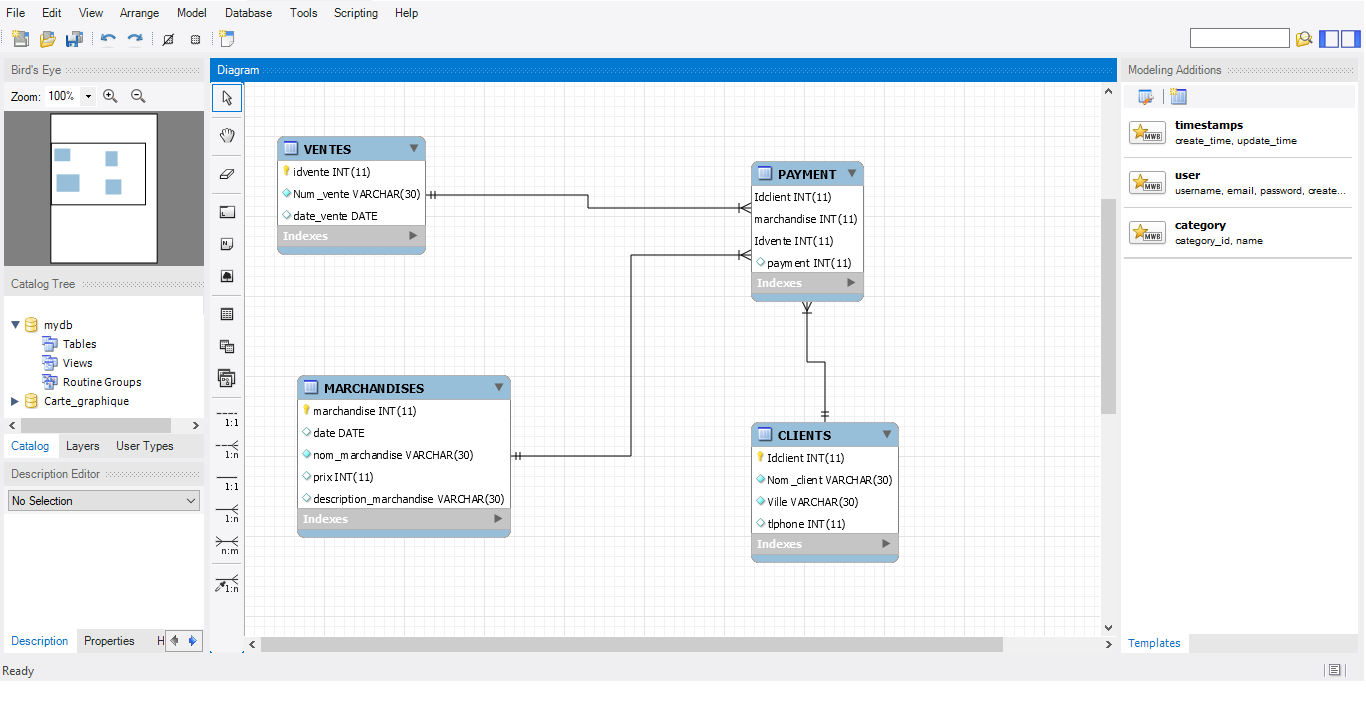 File Edit View Arrange Model Database Tools Scripting Help
Bird's Eye
Zoom: 100%
Catalog Tree
mydb
Tables
Views
Routine Groups
Carte_graphique
Catalog Layers User Types
Description Editor
No Selection
Description Properties H
Ready
Diagram
1:1
1:n
1:1
1:n
n:m
1:n
VENTES
idvente INT(11)
Num_vente VARCHAR(30)
date_vente DATE
Indexes
PAYMENT
Idclient INT(11)
marchandise INT(11)
Idvente INT(11)
payment INT(11)
Indexes
MARCHANDISES
marchandise INT(11)
date DATE
nom_marchandise VARCHAR(30)
prix INT(11)
description_marchandise VARCHAR(30)
Indexes
CLIENTS
Idclient INT(11)
Nom_client VARCHAR(30)
Ville VARCHAR(30)
tlphone INT(11)
Indexes
Modeling Additions
MWB
timestamps
create_time, update_time
MWB
user
username, email, password, create...
MWB
category
category_id, name
Templates